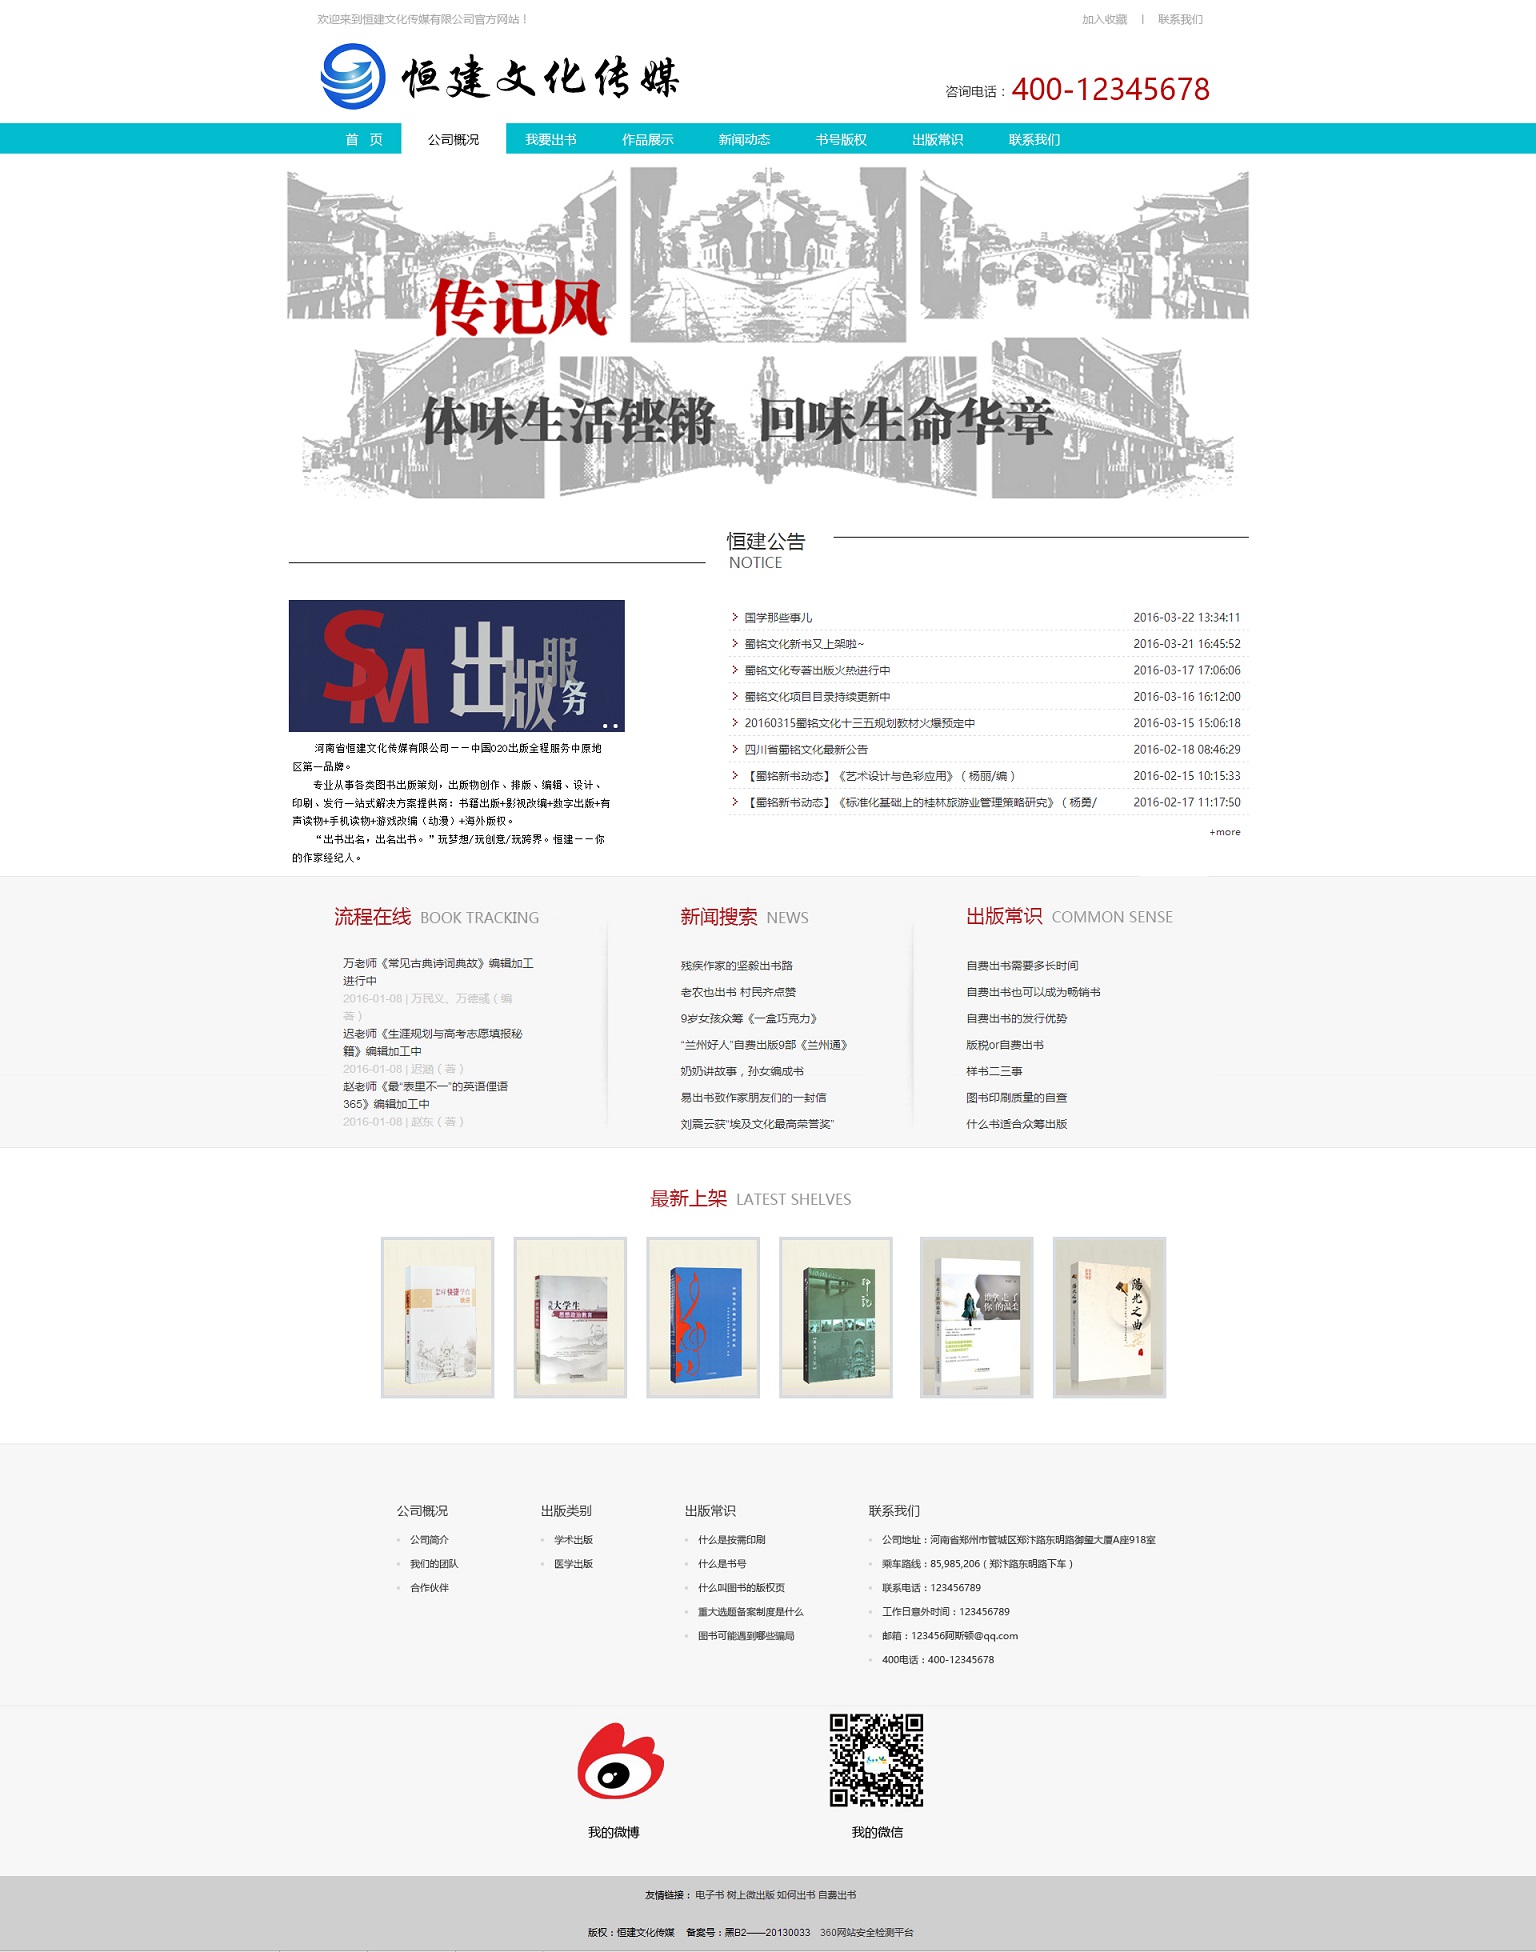 欢迎来到恒建文化传媒有限公司官方网站！
加入收藏 | 联系我们
恒建文化传媒
咨询电话：400-12345678
首 页 公司概况 我要出书 作品展示 新闻动态 书号版权 出版常识 联系我们
传记风
体味生活铿锵 回味生命华章
恒建公告
NOTICE
SM出版服务
河南省恒建文化传媒有限公司——中国O2O出版全程服务中原地
区第一品牌。
专业从事各类图书出版策划，出版物创作、排版、编辑、设计、
印刷、发行一站式解决方案提供商：书籍出版+影视改编+数字出版+有
声读物+手机读物+游戏改编（动漫）+海外版权。
“出书出名，出名出书。”玩梦想/玩创意/玩跨界。恒建——你
的作家经纪人。
国学那些事儿 2016-03-22 13:34:11
蜀铭文化新书又上架啦~ 2016-03-21 16:45:52
蜀铭文化专著出版火热进行中 2016-03-17 17:06:06
蜀铭文化项目目录持续更新中 2016-03-16 16:12:00
20160315蜀铭文化十三五规划教材火爆预定中 2016-03-15 15:06:18
四川省蜀铭文化最新公告 2016-02-18 08:46:29
【蜀铭新书动态】《艺术设计与色彩应用》（杨丽/编） 2016-02-15 10:15:33
【蜀铭新书动态】《标准化基础上的桂林旅游业管理策略研究》（杨勇/ 2016-02-17 11:17:50
+more
流程在线 BOOK TRACKING
万老师《常见古典诗词典故》编辑加工
进行中
2016-01-08 | 万民义、万德彧（编
著）
迟老师《生涯规划与高考志愿填报秘
籍》编辑加工中
2016-01-08 | 迟涵（著）
赵老师《最“表里不一”的英语俚语
365》编辑加工中
2016-01-08 | 赵东（著）
新闻搜索 NEWS
残疾作家的坚毅出书路
老农也出书 村民齐点赞
9岁女孩众筹《一盒巧克力》
“兰州好人”自费出版9部《兰州通》
奶奶讲故事，孙女编成书
易出书致作家朋友们的一封信
刘震云获“埃及文化最高荣誉奖”
出版常识 COMMON SENSE
自费出书需要多长时间
自费出书也可以成为畅销书
自费出书的发行优势
版税or自费出书
样书二三事
图书印刷质量的自查
什么书适合众筹出版
最新上架 LATEST SHELVES
当代大学生
思想政治教育
印记
谁拿走了
你的温柔
陽光之曲
公司概况
公司简介
我们的团队
合作伙伴
出版类别
学术出版
医学出版
出版常识
什么是按需印刷
什么是书号
什么叫图书的版权页
重大选题备案制度是什么
图书可能遇到哪些骗局
联系我们
公司地址：河南省郑州市管城区郑汴路东明路御玺大厦A座918室
乘车路线：85,985,206（郑汴路东明路下车）
联系电话：123456789
工作日意外时间：123456789
邮箱：123456阿斯顿@qq.com
400电话：400-12345678
我的微博
我的微信
友情链接： 电子书 树上微出版 如何出书 自费出书
版权：恒建文化传媒 备案号：黑B2——20130033 360网站安全检测平台